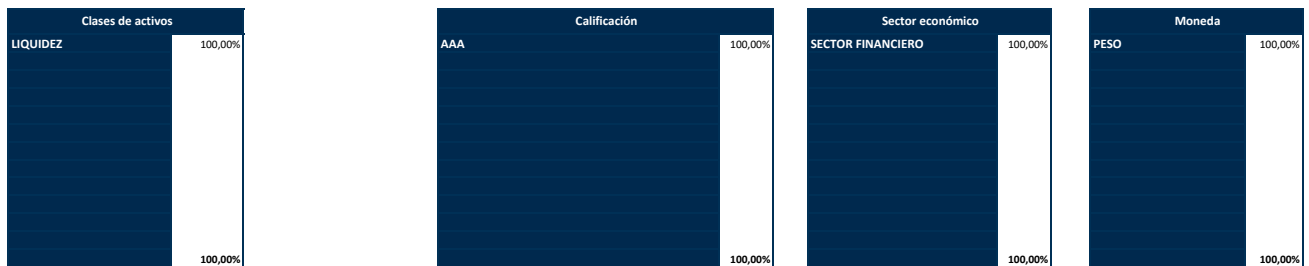 Clases de activos
LIQUIDEZ 100,00%
100,00%
Calificación
AAA 100,00%
100,00%
Sector económico
SECTOR FINANCIERO 100,00%
100,00%
Moneda
PESO 100,00%
100,00%